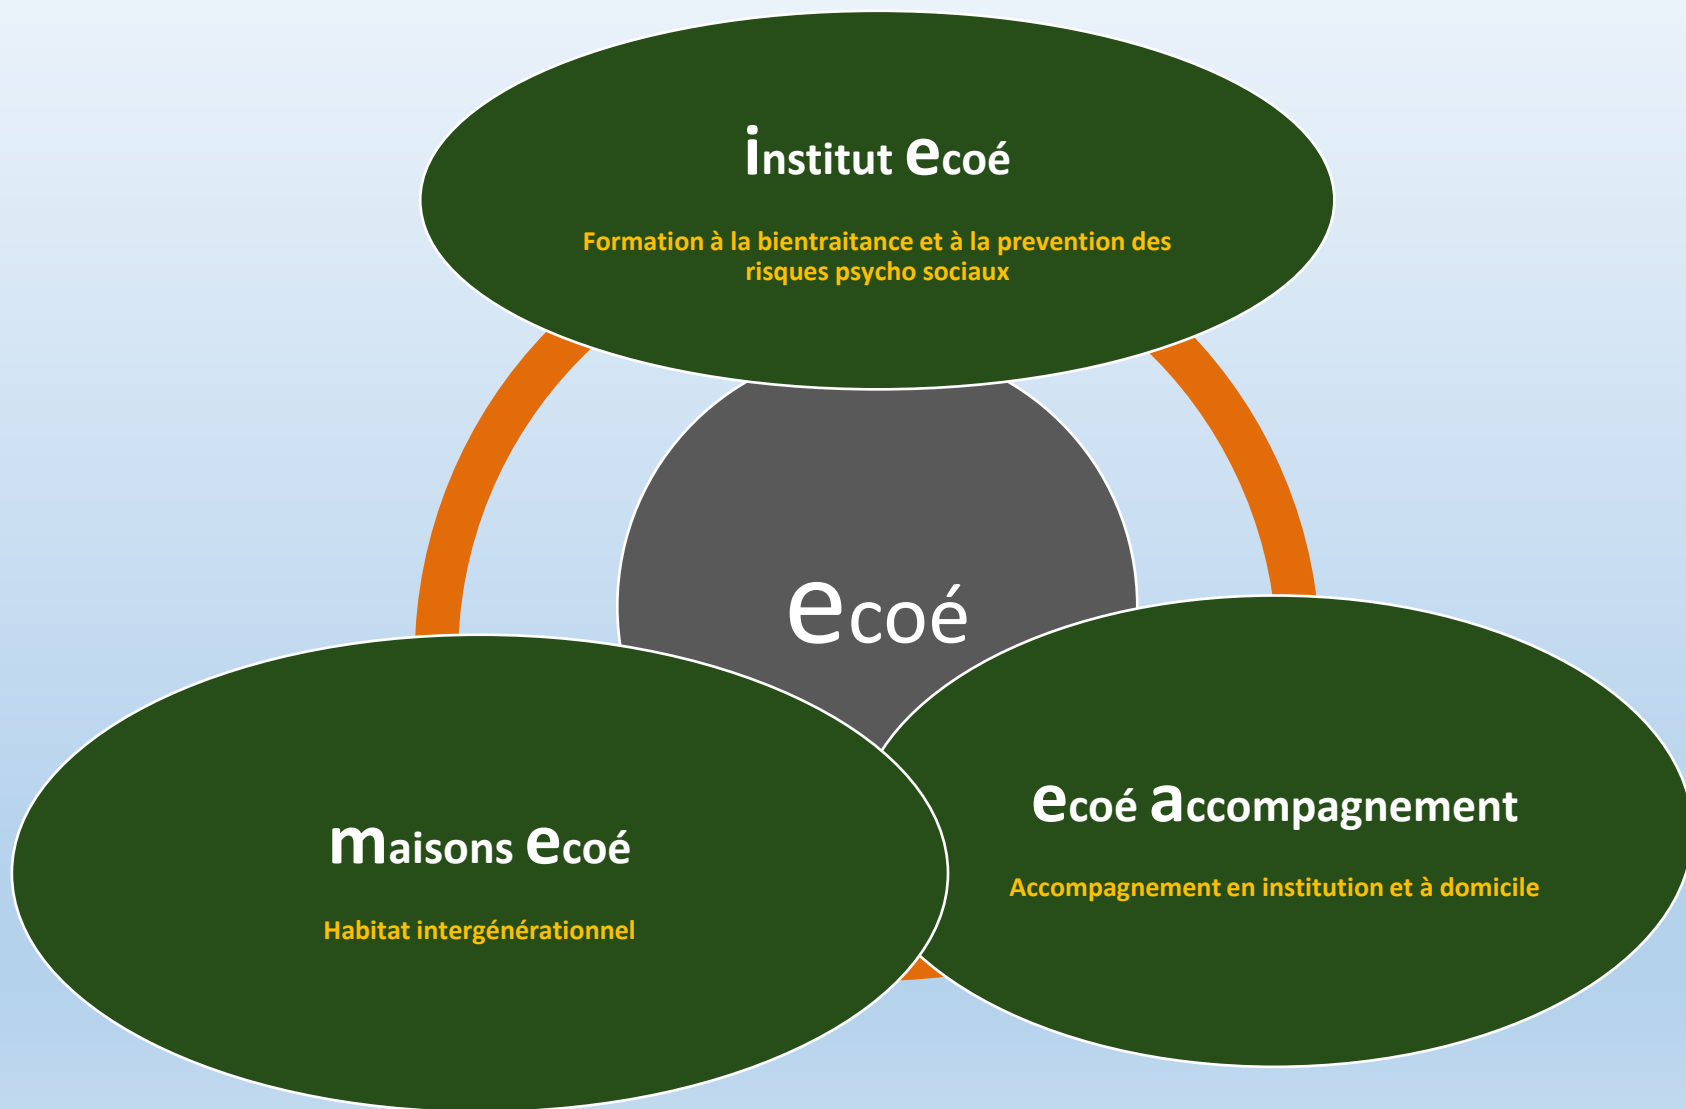 institut ecoé
Formation à la bientraitance et à la prevention des
risques psycho sociaux
ecoé
maisons ecoé
Habitat intergénérationnel
ecoé accompagnement
Accompagnement en institution et à domicile